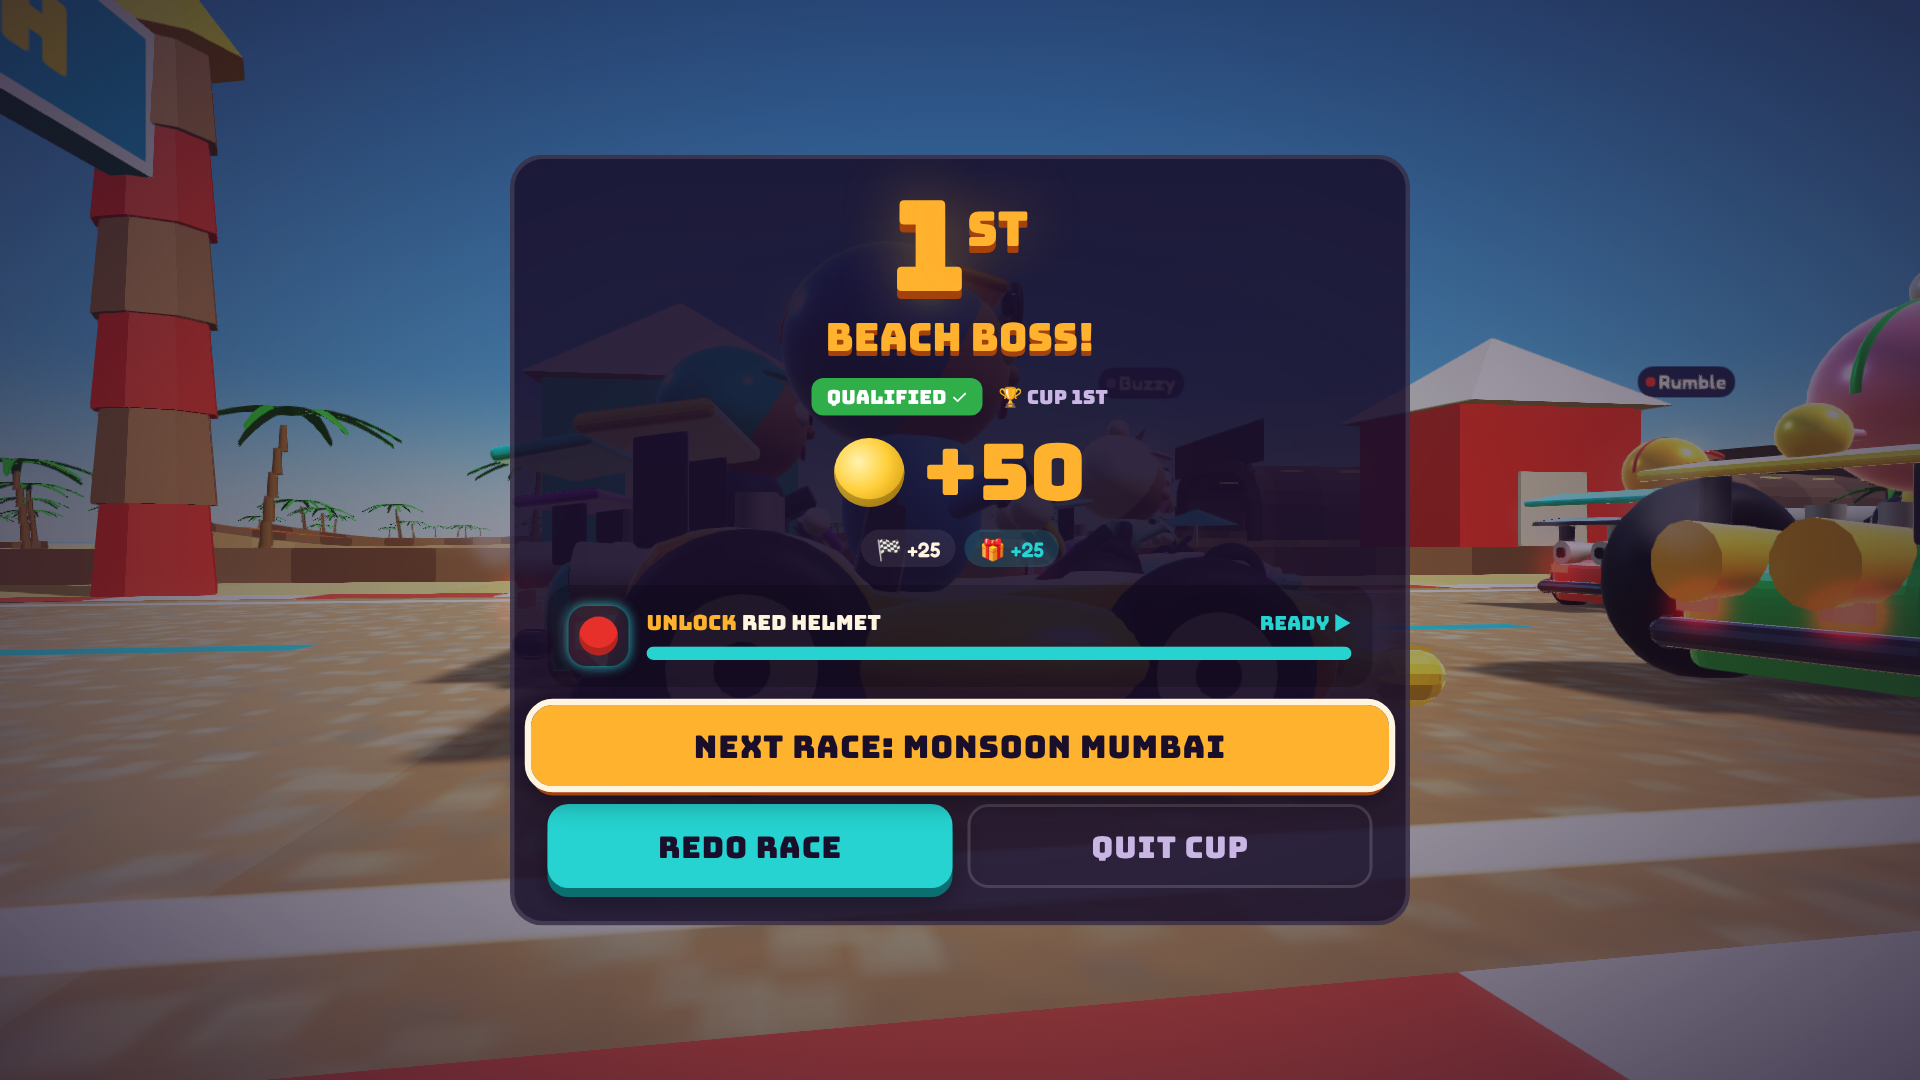 H
1ST
BEACH BOSS!
QUALIFIED ✓ 🏆 CUP 1ST
Buzzy
Rumble
+50
+25 +25
UNLOCK RED HELMET READY ▶
NEXT RACE: MONSOON MUMBAI
REDO RACE QUIT CUP